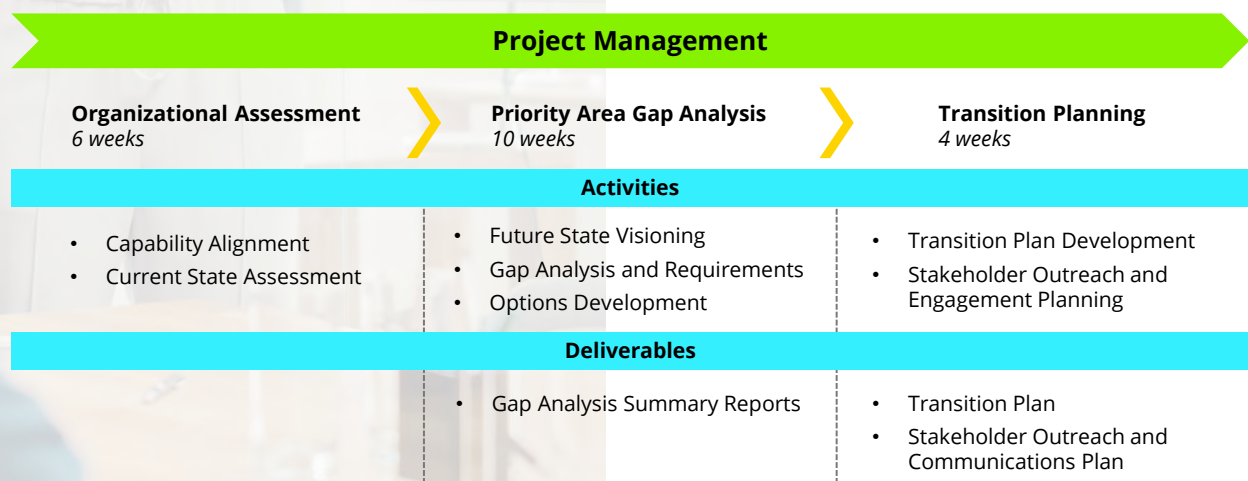 Project Management
Organizational Assessment
6 weeks
Priority Area Gap Analysis
10 weeks
Transition Planning
4 weeks
Activities
• Capability Alignment
• Current State Assessment
• Future State Visioning
• Gap Analysis and Requirements
• Options Development
• Transition Plan Development
• Stakeholder Outreach and
Engagement Planning
Deliverables
• Gap Analysis Summary Reports
• Transition Plan
• Stakeholder Outreach and
Communications Plan